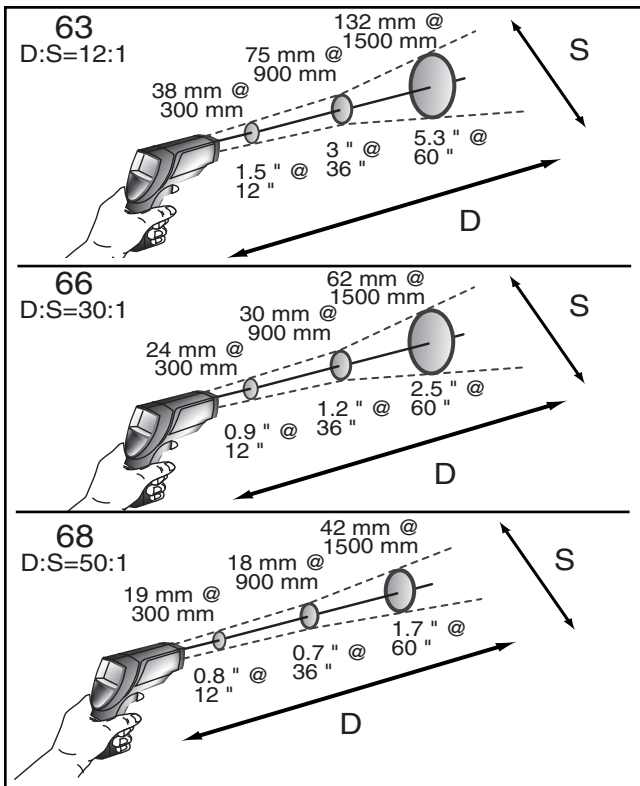 63
D:S=12:1
132 mm @
1500 mm
75 mm @
900 mm
38 mm @
300 mm
S
1.5 " @
12 "
3 " @
36 "
5.3 " @
60 "
D
66
D:S=30:1
62 mm @
1500 mm
30 mm @
900 mm
24 mm @
300 mm
S
0.9 " @
12 "
1.2 " @
36 "
2.5 " @
60 "
D
68
D:S=50:1
42 mm @
1500 mm
18 mm @
900 mm
19 mm @
300 mm
S
0.8 " @
12 "
0.7 " @
36 "
1.7 " @
60 "
D